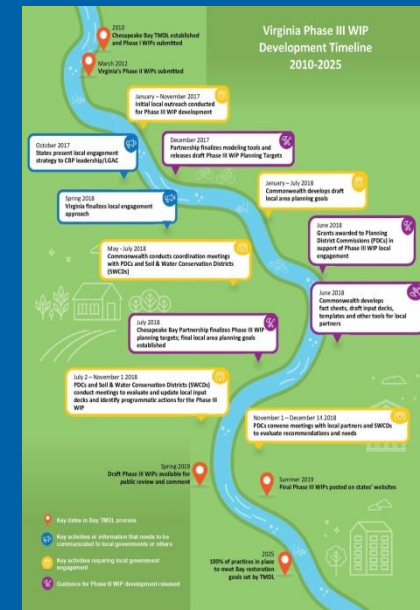 Virginia Phase III WIP
Development Timeline
2010-2025
2010
Chesapeake Bay TMDL established
and Phase I WIPs submitted
March 2012
Virginia's Phase II WIPs submitted
January – November 2017
Initial local outreach conducted
for Phase III WIP development
October 2017
States present local engagement
strategy to CBP leadership/LGAC
December 2017
Partnership finalizes modeling tools and
releases draft Phase III WIP Planning Targets
January – July 2018
Commonwealth develops draft
local area planning goals
Spring 2018
Virginia finalizes local engagement
approach
June 2018
Grants awarded to Planning
District Commissions (PDCs) in
support of Phase III WIP local
engagement
May - July 2018
Commonwealth conducts coordination meetings
with PDCs and Soil & Water Conservation Districts
(SWCDs)
June 2018
Commonwealth develops
fact sheets, draft input decks,
templates and other tools for local
partners
July 2018
Chesapeake Bay Partnership finalizes Phase III WIP
planning targets; final local area planning goals
established
July 2 – November 1 2018
PDCs and Soil & Water Conservation Districts (SWCDs)
conduct meetings to evaluate and update local input
decks and identify programmatic actions for the Phase III
WIP
November 1 – December 14 2018
PDCs convene meetings with local partners and SWCDs
to evaluate recommendations and needs
Spring 2019
Draft Phase III WIPs available for
public review and comment
Summer 2019
Final Phase III WIPs posted on states' websites
Key dates in Bay TMDL process
Key activities or information that needs to be
communicated to local governments or others
Key activities requiring local government
engagement
Guidance for Phase III WIP development released
2025
100% of practices in place
to meet Bay restoration
goals set by TMDL